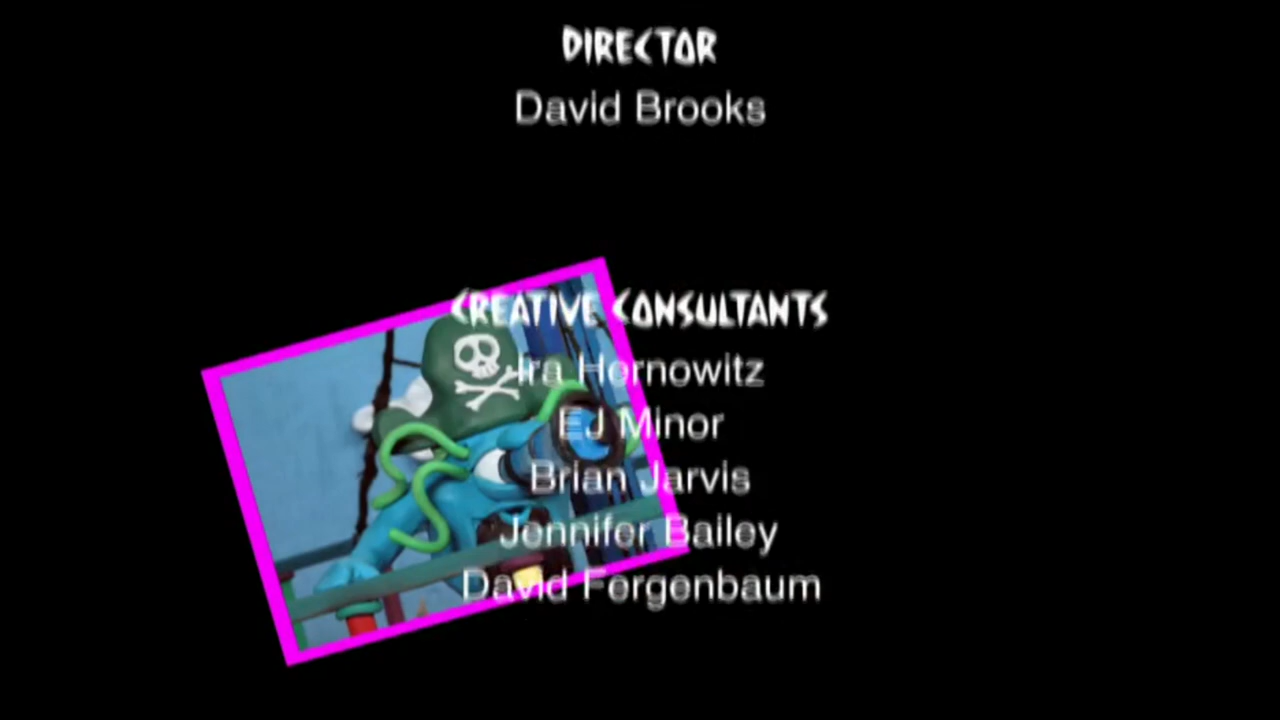 DIRECTOR
David Brooks
CREATIVE CONSULTANTS
Ira Hernowitz
EJ Minor
Brian Jarvis
Jennifer Bailey
David Fergenbaum